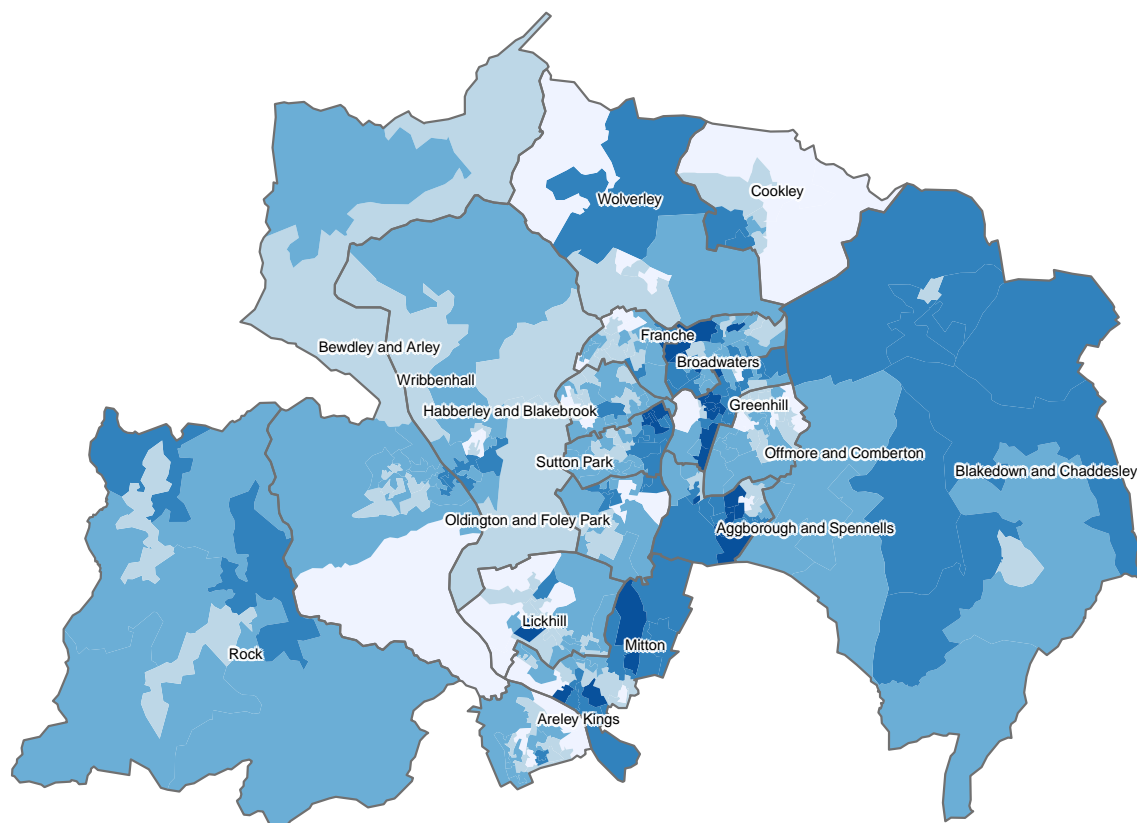 Cookley
Wolverley
Franche
Bewdley and Arley
Broadwaters
Wribbenhall
Greenhill
Habberley and Blakebrook
Offmore and Comberton
Sutton Park
Blakedown and Chaddesley
Oldington and Foley Park
Aggborough and Spennells
Lickhill
Mitton
Rock
Areley Kings